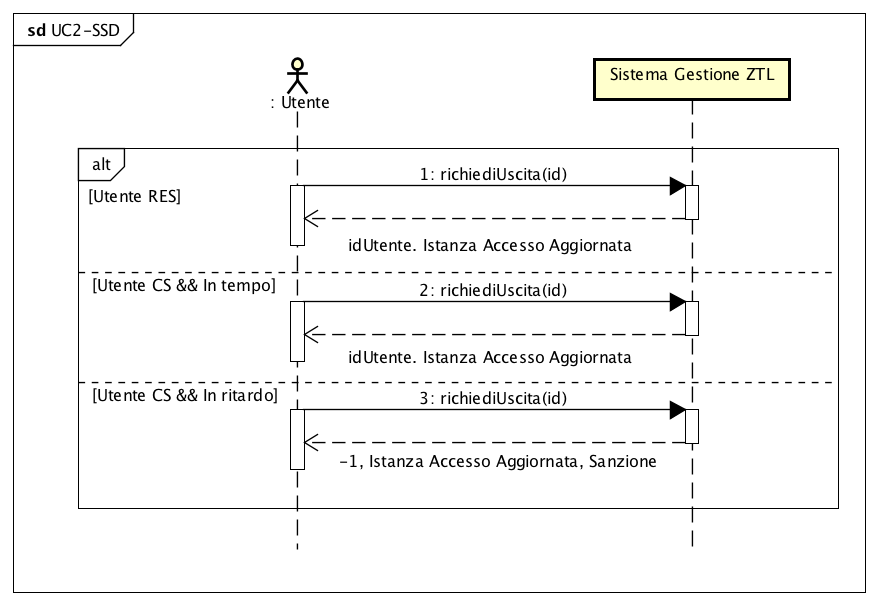 sd UC2-SSD
: Utente
Sistema Gestione ZTL
alt
1: richiediUscita(id)
[Utente RES]
idUtente. Istanza Accesso Aggiornata
[Utente CS && In tempo]
2: richiediUscita(id)
idUtente. Istanza Accesso Aggiornata
[Utente CS && In ritardo]
3: richiediUscita(id)
-1, Istanza Accesso Aggiornata, Sanzione